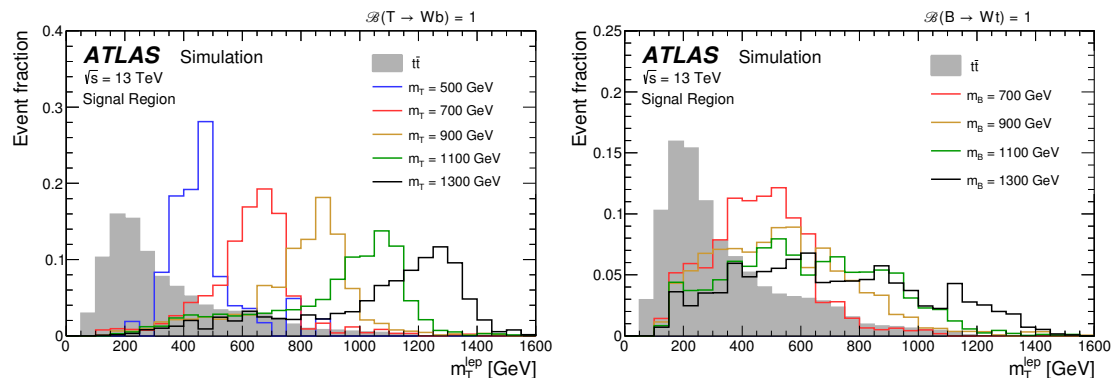 ℬ(T → Wb) = 1
ATLAS Simulation
√s = 13 TeV
Signal Region
tt̄
m_T = 500 GeV
m_T = 700 GeV
m_T = 900 GeV
m_T = 1100 GeV
m_T = 1300 GeV
Event fraction
0.4
0.3
0.2
0.1
0
0 200 400 600 800 1000 1200 1400 1600
m_T^lep [GeV]
ℬ(B → Wt) = 1
ATLAS Simulation
√s = 13 TeV
Signal Region
tt̄
m_B = 700 GeV
m_B = 900 GeV
m_B = 1100 GeV
m_B = 1300 GeV
Event fraction
0.25
0.2
0.15
0.1
0.05
0
0 200 400 600 800 1000 1200 1400 1600
m_T^lep [GeV]